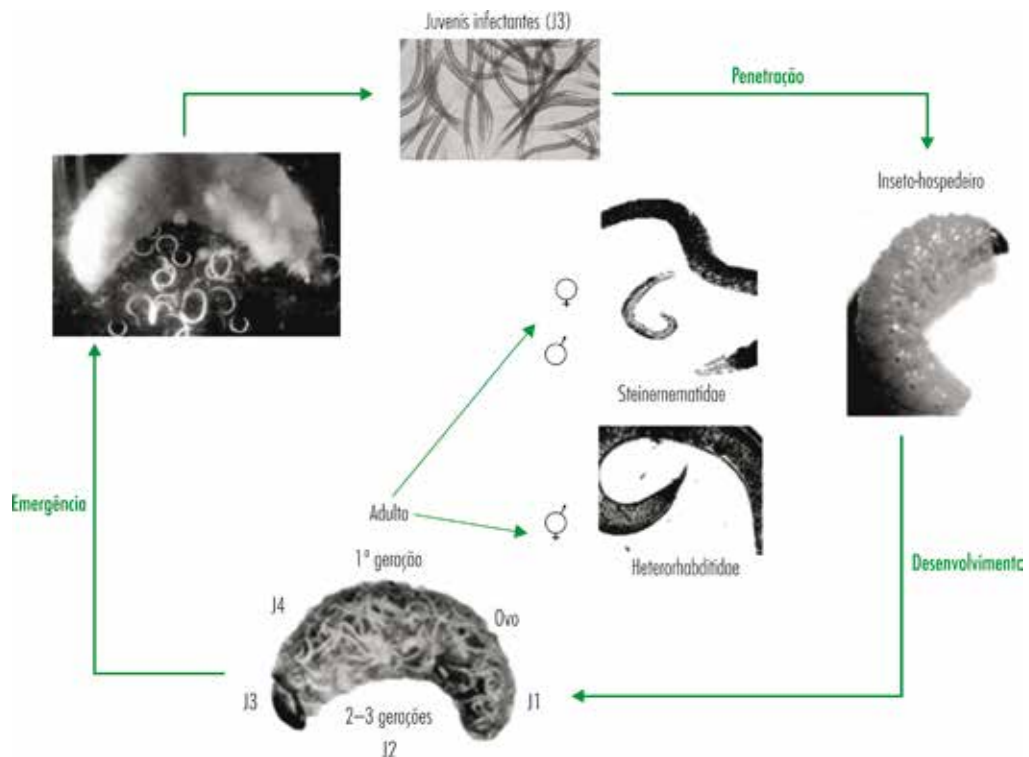 Juvenis infectantes (J3)
Penetração
Inseto-hospedeiro
Steinernematidae
Emergência
Adulta
1ª geração
Heterorhabditidae
Desenvolvimento
J4
Ovo
J3
J1
2–3 gerações
J2